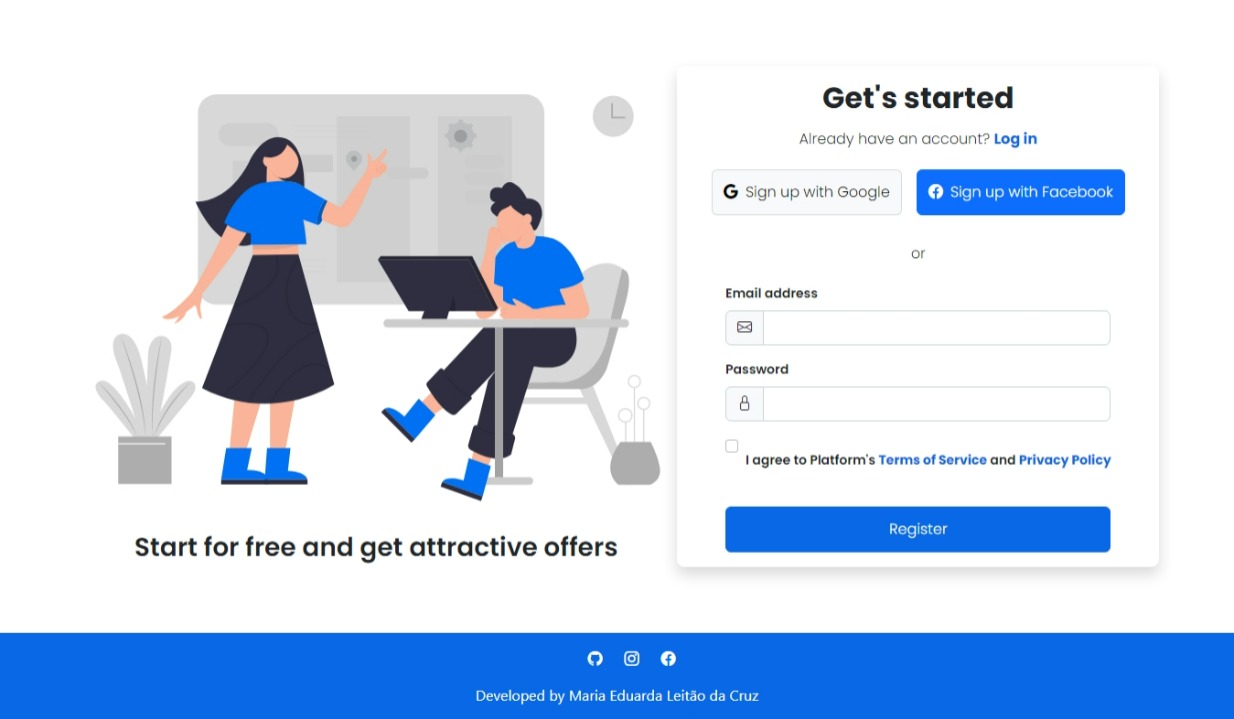 Get's started
Already have an account? Log in
Sign up with Google
Sign up with Facebook
or
Email address
Password
I agree to Platform's Terms of Service and Privacy Policy
Register
Start for free and get attractive offers
Developed by Maria Eduarda Leitão da Cruz